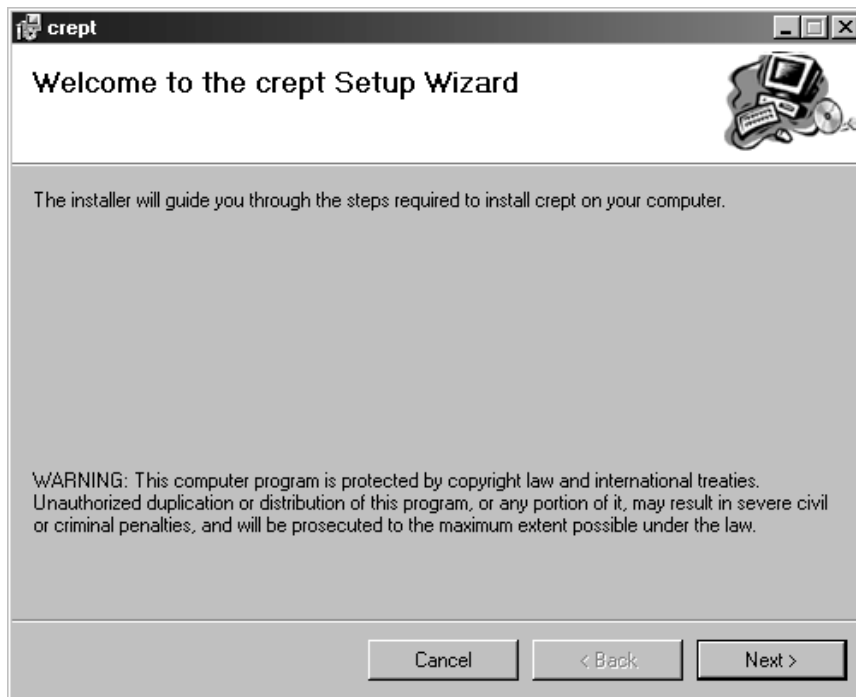 crept
Welcome to the crept Setup Wizard
The installer will guide you through the steps required to install crept on your computer.
WARNING: This computer program is protected by copyright law and international treaties.
Unauthorized duplication or distribution of this program, or any portion of it, may result in severe civil
or criminal penalties, and will be prosecuted to the maximum extent possible under the law.
Cancel
< Back
Next >